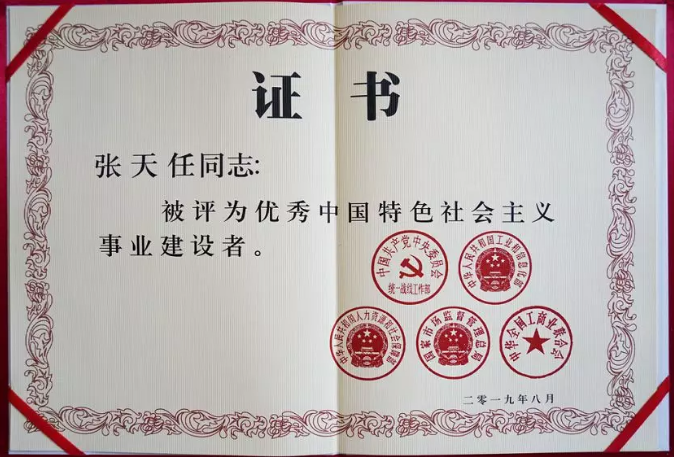 证书
张天任同志:
被评为优秀中国特色社会主义
事业建设者。
中国共产党中央委员会
统一战线工作部
中华人民共和国工业和信息化部
中华人民共和国人力资源和社会保障部
国家市场监督管理总局
中华全国工商业联合会
二零一九年八月